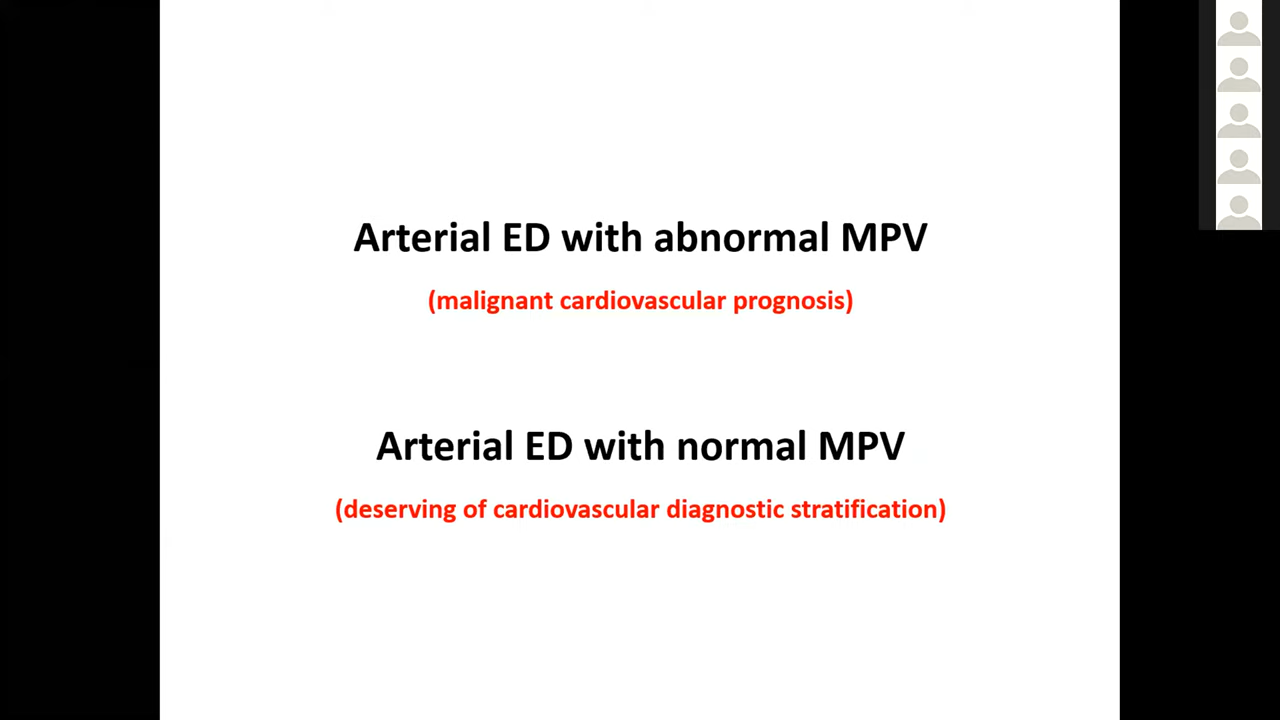 Arterial ED with abnormal MPV
(malignant cardiovascular prognosis)
Arterial ED with normal MPV
(deserving of cardiovascular diagnostic stratification)